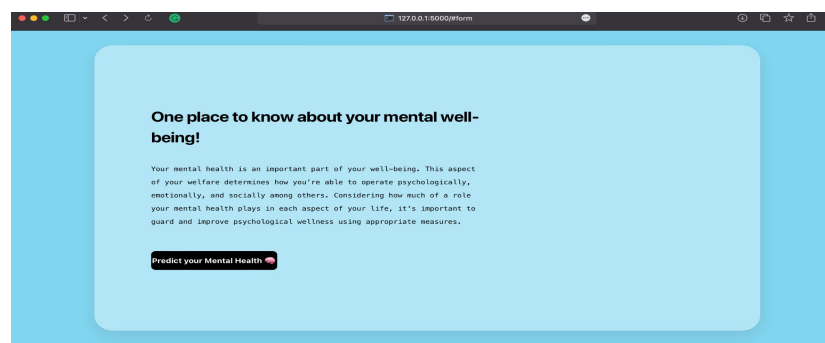 127.0.0.1:5000/#form
One place to know about your mental well-
being!
Your mental health is an important part of your well-being. This aspect
of your welfare determines how you're able to operate psychologically,
emotionally, and socially among others. Considering how much of a role
your mental health plays in each aspect of your life, it's important to
guard and improve psychological wellness using appropriate measures.
Predict your Mental Health 🧠